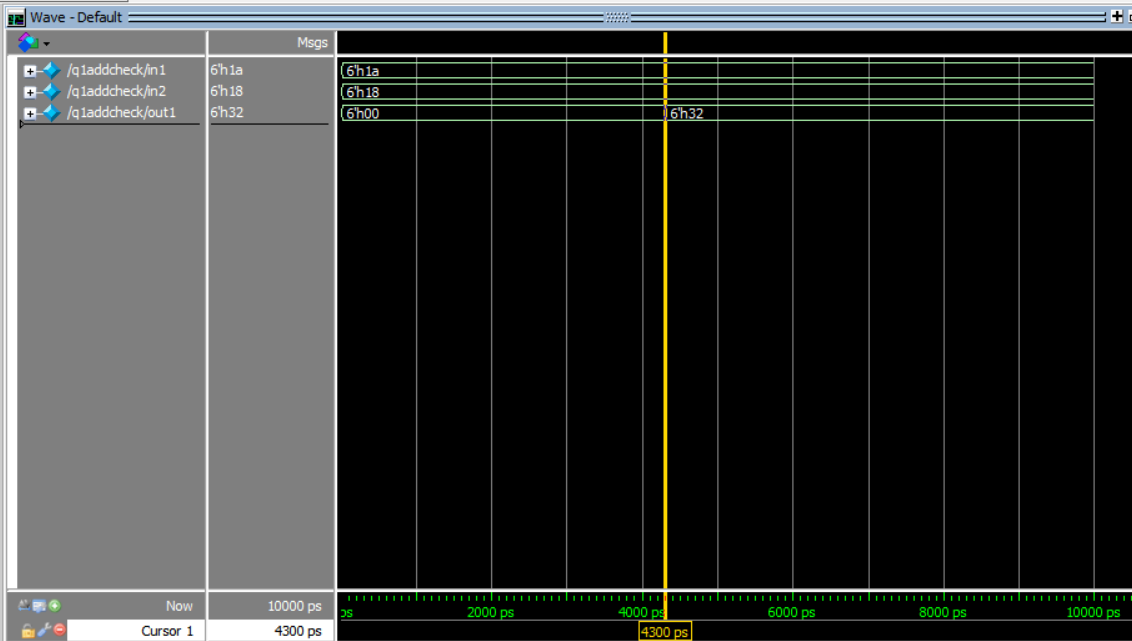 Wave - Default
Msgs
/q1addcheck/in1 6'h1a 6'h1a
/q1addcheck/in2 6'h18 6'h18
/q1addcheck/out1 6'h32 6'h00 6'h32
Now 10000 ps ps 2000 ps 4000 ps 6000 ps 8000 ps 10000 ps
Cursor 1 4300 ps 4300 ps